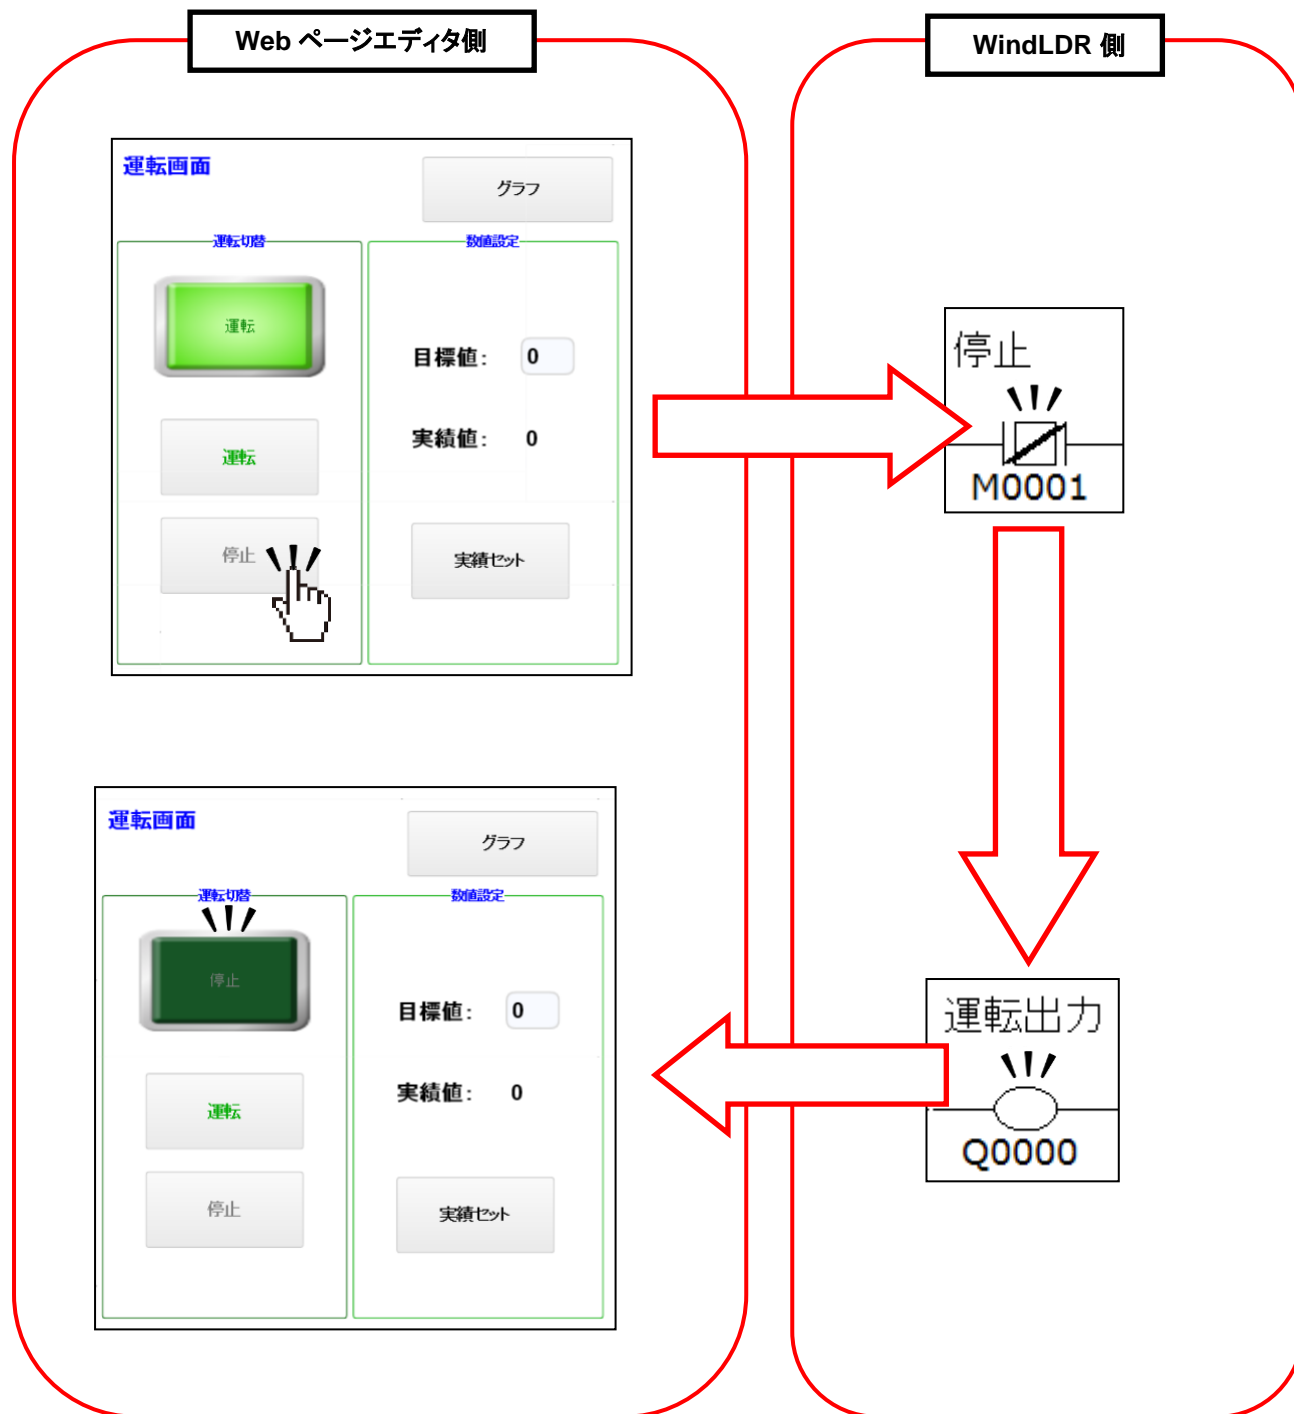 Web ページエディタ側
WindLDR 側
運転画面
グラフ
運転切替
数値設定
運転
目標値： 0
運転
実績値： 0
停止
実績セット
停止
M0001
運転画面
グラフ
運転切替
数値設定
停止
目標値： 0
運転
実績値： 0
停止
実績セット
運転出力
Q0000